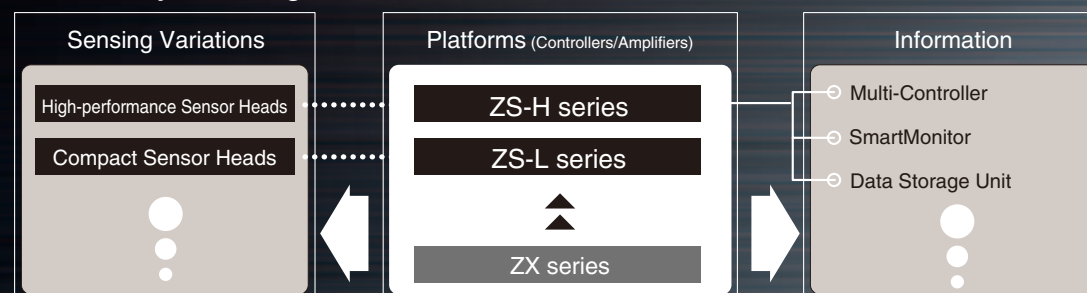 Sensing Variations
High-performance Sensor Heads
Compact Sensor Heads
Platforms (Controllers/Amplifiers)
ZS-H series
ZS-L series
ZX series
Information
Multi-Controller
SmartMonitor
Data Storage Unit